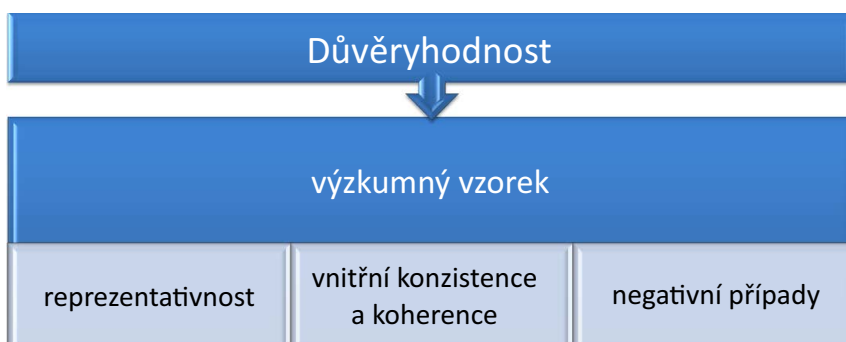 Důvěryhodnost
výzkumný vzorek
reprezentativnost
vnitřní konzistence
a koherence
negativní případy